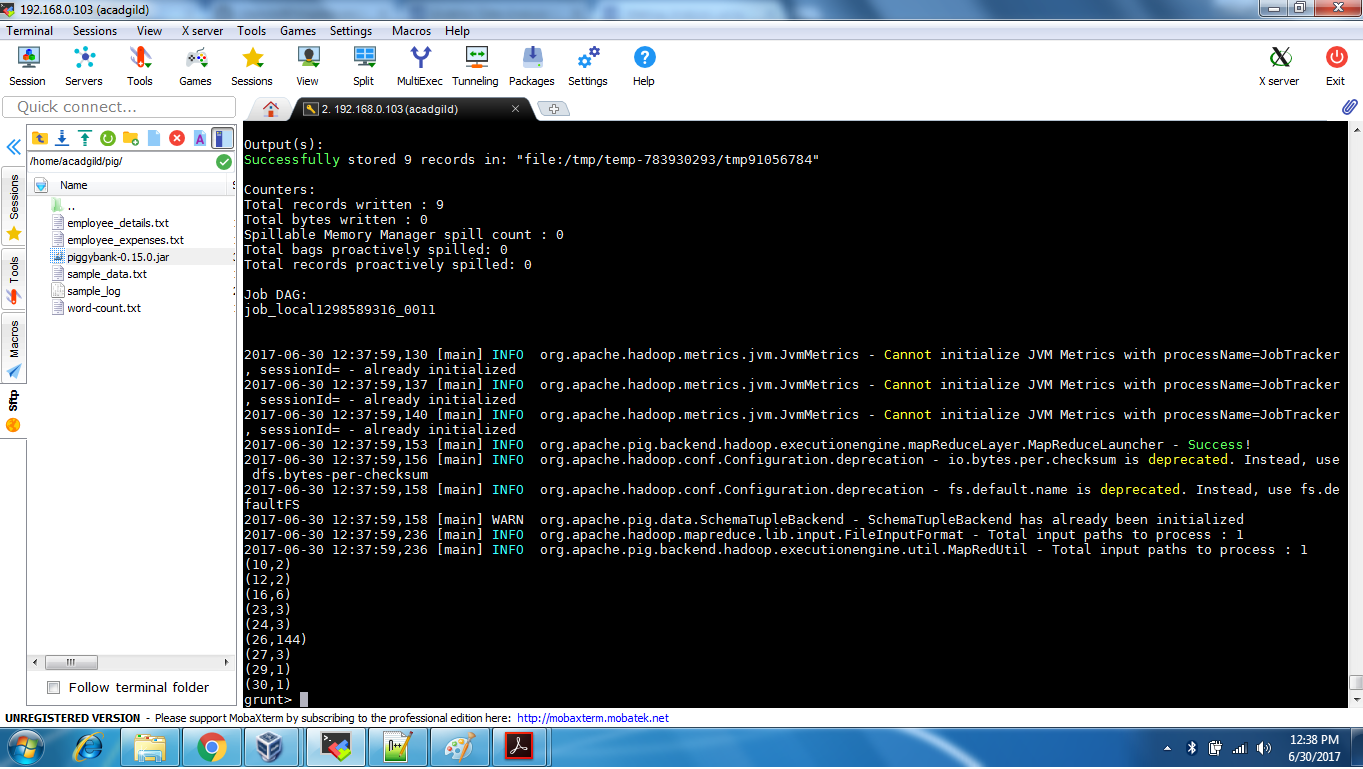 192.168.0.103 (acadgild)
Terminal Sessions View X server Tools Games Settings Macros Help
Session Servers Tools Games Sessions View Split MultiExec Tunneling Packages Settings Help X server Exit
Quick connect...
2. 192.168.0.103 (acadgild)
/home/acadgild/pig/
Name
..
employee_details.txt
employee_expenses.txt
piggybank-0.15.0.jar
sample_data.txt
sample_log
word-count.txt
Sessions
Tools
Macros
Sftp
Follow terminal folder
Output(s):
Successfully stored 9 records in: "file:/tmp/temp-783930293/tmp91056784"
Counters:
Total records written : 9
Total bytes written : 0
Spillable Memory Manager spill count : 0
Total bags proactively spilled: 0
Total records proactively spilled: 0
Job DAG:
job_local1298589316_0011
2017-06-30 12:37:59,130 [main] INFO  org.apache.hadoop.metrics.jvm.JvmMetrics - Cannot initialize JVM Metrics with processName=JobTracker
, sessionId= - already initialized
2017-06-30 12:37:59,137 [main] INFO  org.apache.hadoop.metrics.jvm.JvmMetrics - Cannot initialize JVM Metrics with processName=JobTracker
, sessionId= - already initialized
2017-06-30 12:37:59,140 [main] INFO  org.apache.hadoop.metrics.jvm.JvmMetrics - Cannot initialize JVM Metrics with processName=JobTracker
, sessionId= - already initialized
2017-06-30 12:37:59,153 [main] INFO  org.apache.pig.backend.hadoop.executionengine.mapReduceLayer.MapReduceLauncher - Success!
2017-06-30 12:37:59,156 [main] INFO  org.apache.hadoop.conf.Configuration.deprecation - io.bytes.per.checksum is deprecated. Instead, use
dfs.bytes-per-checksum
2017-06-30 12:37:59,158 [main] INFO  org.apache.hadoop.conf.Configuration.deprecation - fs.default.name is deprecated. Instead, use fs.de
faultFS
2017-06-30 12:37:59,158 [main] WARN  org.apache.pig.data.SchemaTupleBackend - SchemaTupleBackend has already been initialized
2017-06-30 12:37:59,236 [main] INFO  org.apache.hadoop.mapreduce.lib.input.FileInputFormat - Total input paths to process : 1
2017-06-30 12:37:59,236 [main] INFO  org.apache.pig.backend.hadoop.executionengine.util.MapRedUtil - Total input paths to process : 1
(10,2)
(12,2)
(16,6)
(23,3)
(24,3)
(26,144)
(27,3)
(29,1)
(30,1)
grunt>
UNREGISTERED VERSION - Please support MobaXterm by subscribing to the professional edition here: http://mobaxterm.mobatek.net
12:38 PM
6/30/2017